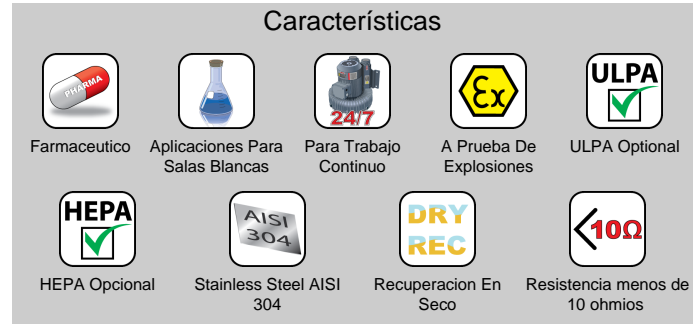 Características
PHARMA
24/7
Ex
ULPA
Farmaceutico
Aplicaciones Para
Salas Blancas
Para Trabajo
Continuo
A Prueba De
Explosiones
ULPA Optional
HEPA
AISI
304
DRY
REC
<10Ω
HEPA Opcional
Stainless Steel AISI
304
Recuperacion En
Seco
Resistencia menos de
10 ohmios